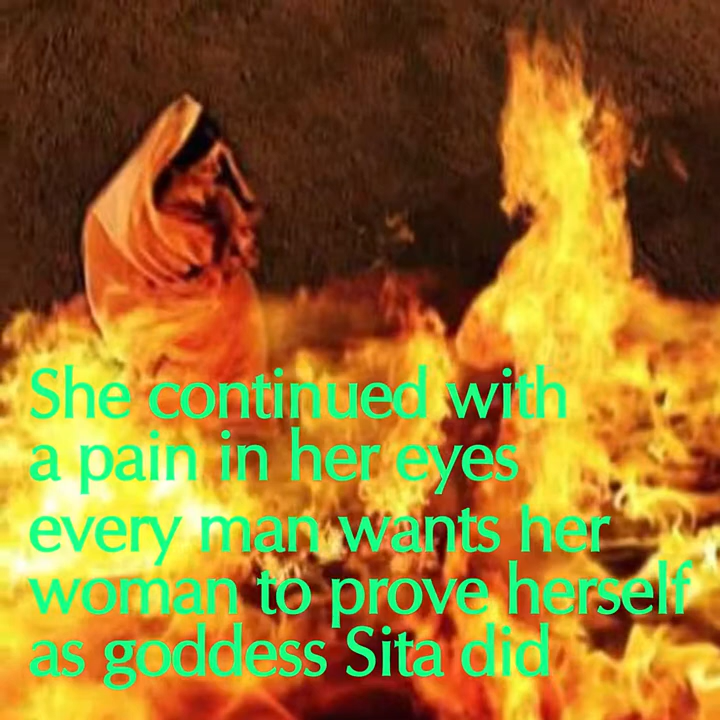 She continued with
a pain in her eyes
every man wants her
woman to prove herself
as goddess Sita did